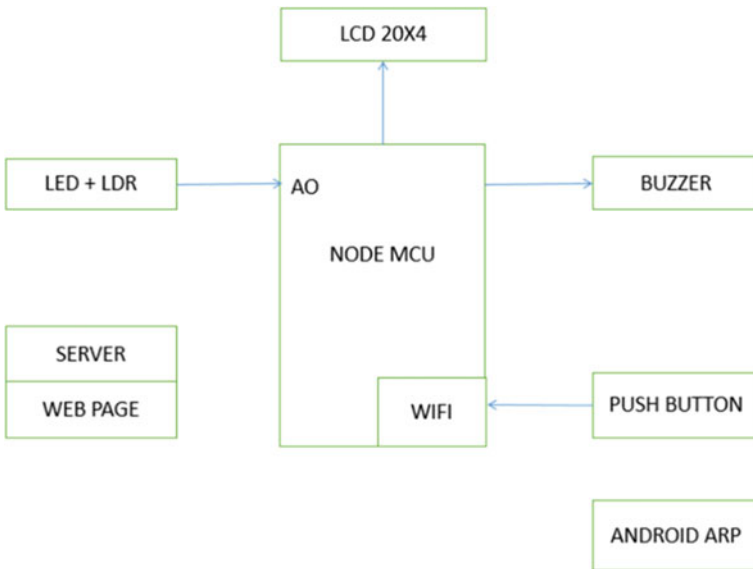 LCD 20X4
LED + LDR
AO
BUZZER
NODE MCU
SERVER
WEB PAGE
WIFI
PUSH BUTTON
ANDROID ARP